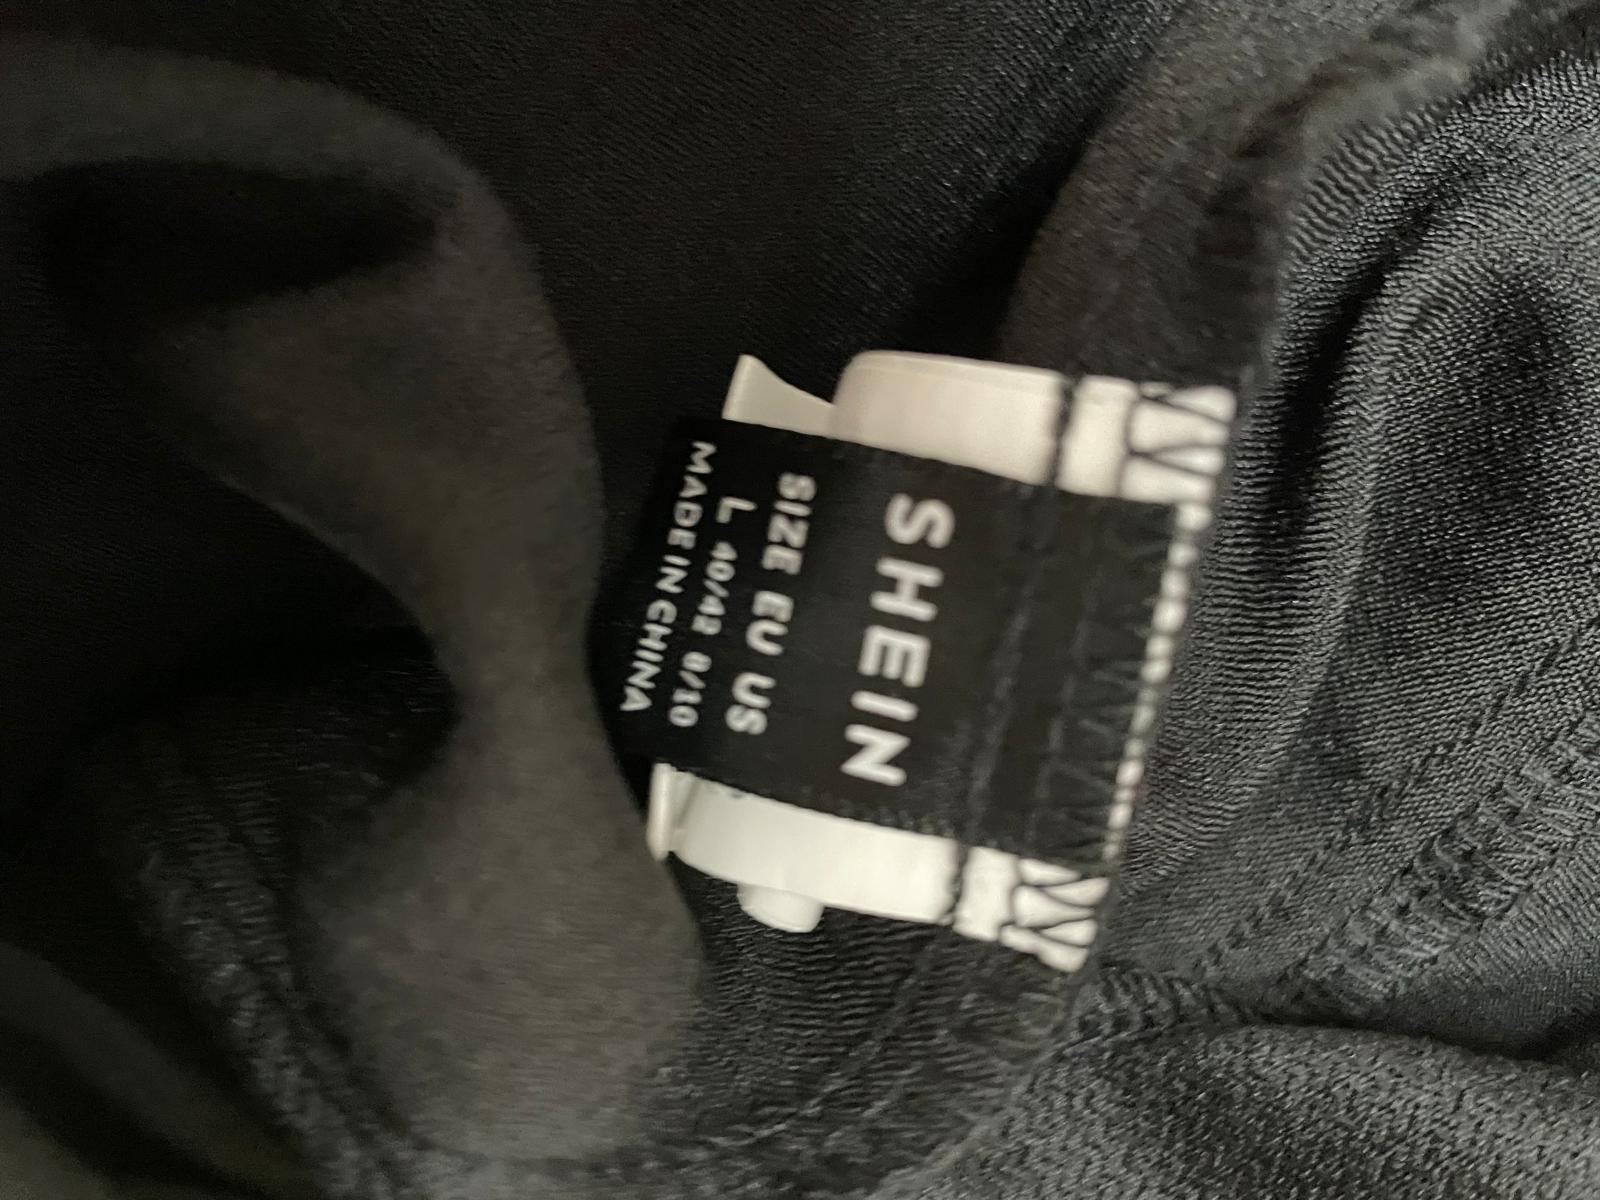 SHEIN
SIZE EU US
L 40/42 8/10
MADE IN CHINA